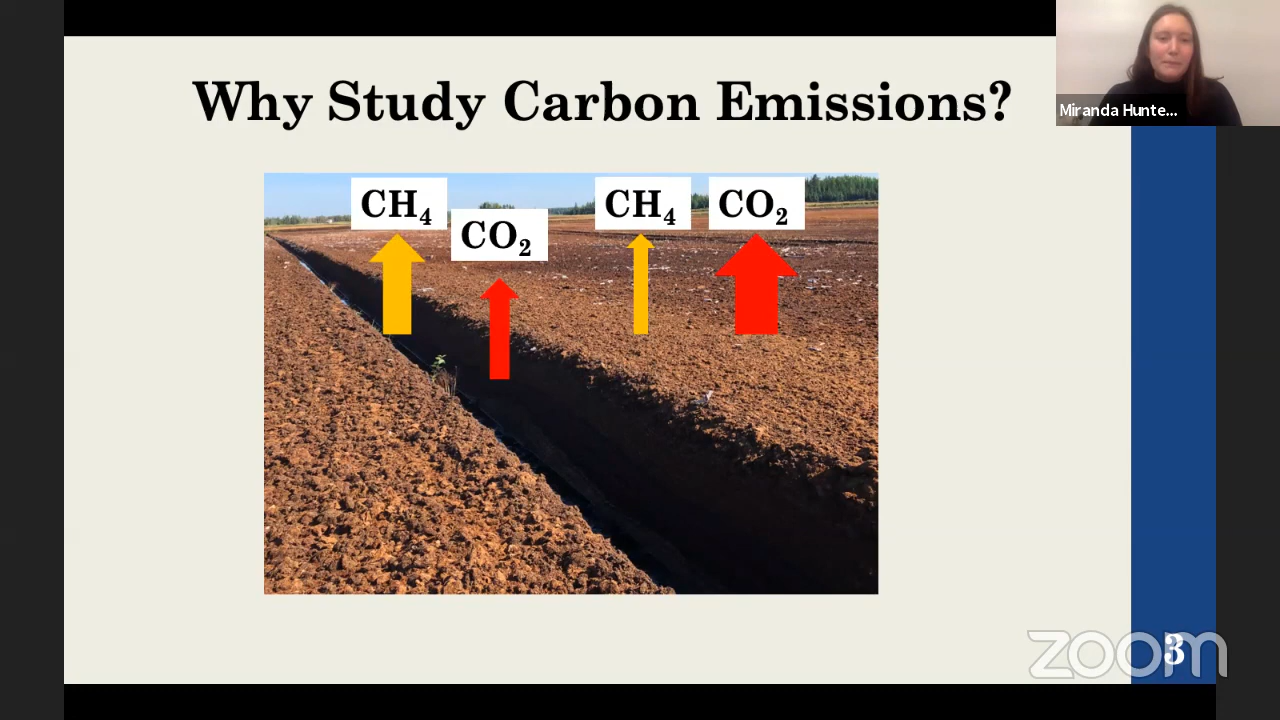 Why Study Carbon Emissions?
Miranda Hunte...
CH₄
CO₂
CH₄
CO₂
3
zoom